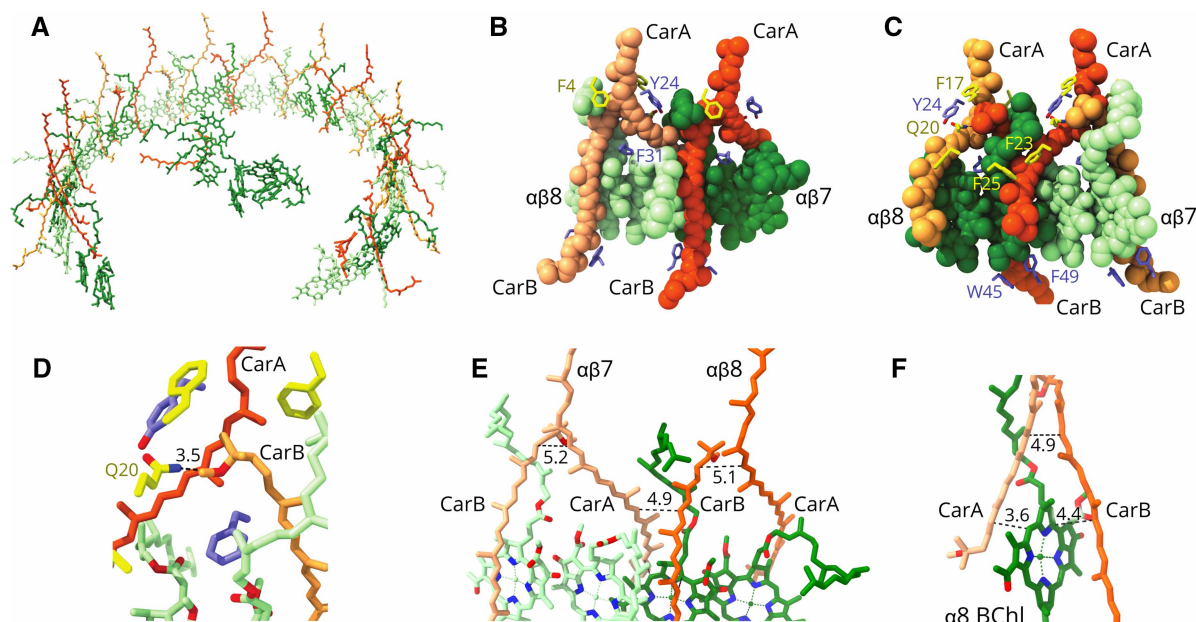 A
B
CarA
CarA
F4
Y24
F31
αβ8
αβ7
CarB
CarB
C
CarA
CarA
F17
Y24
Q20
F23
F25
αβ8
αβ7
W45
F49
CarB
CarB
D
CarA
3.5
CarB
Q20
E
αβ7
αβ8
5.2
5.1
CarB
CarA
4.9
CarB
CarA
F
4.9
CarA
3.6
4.4
CarB
α8 BChl